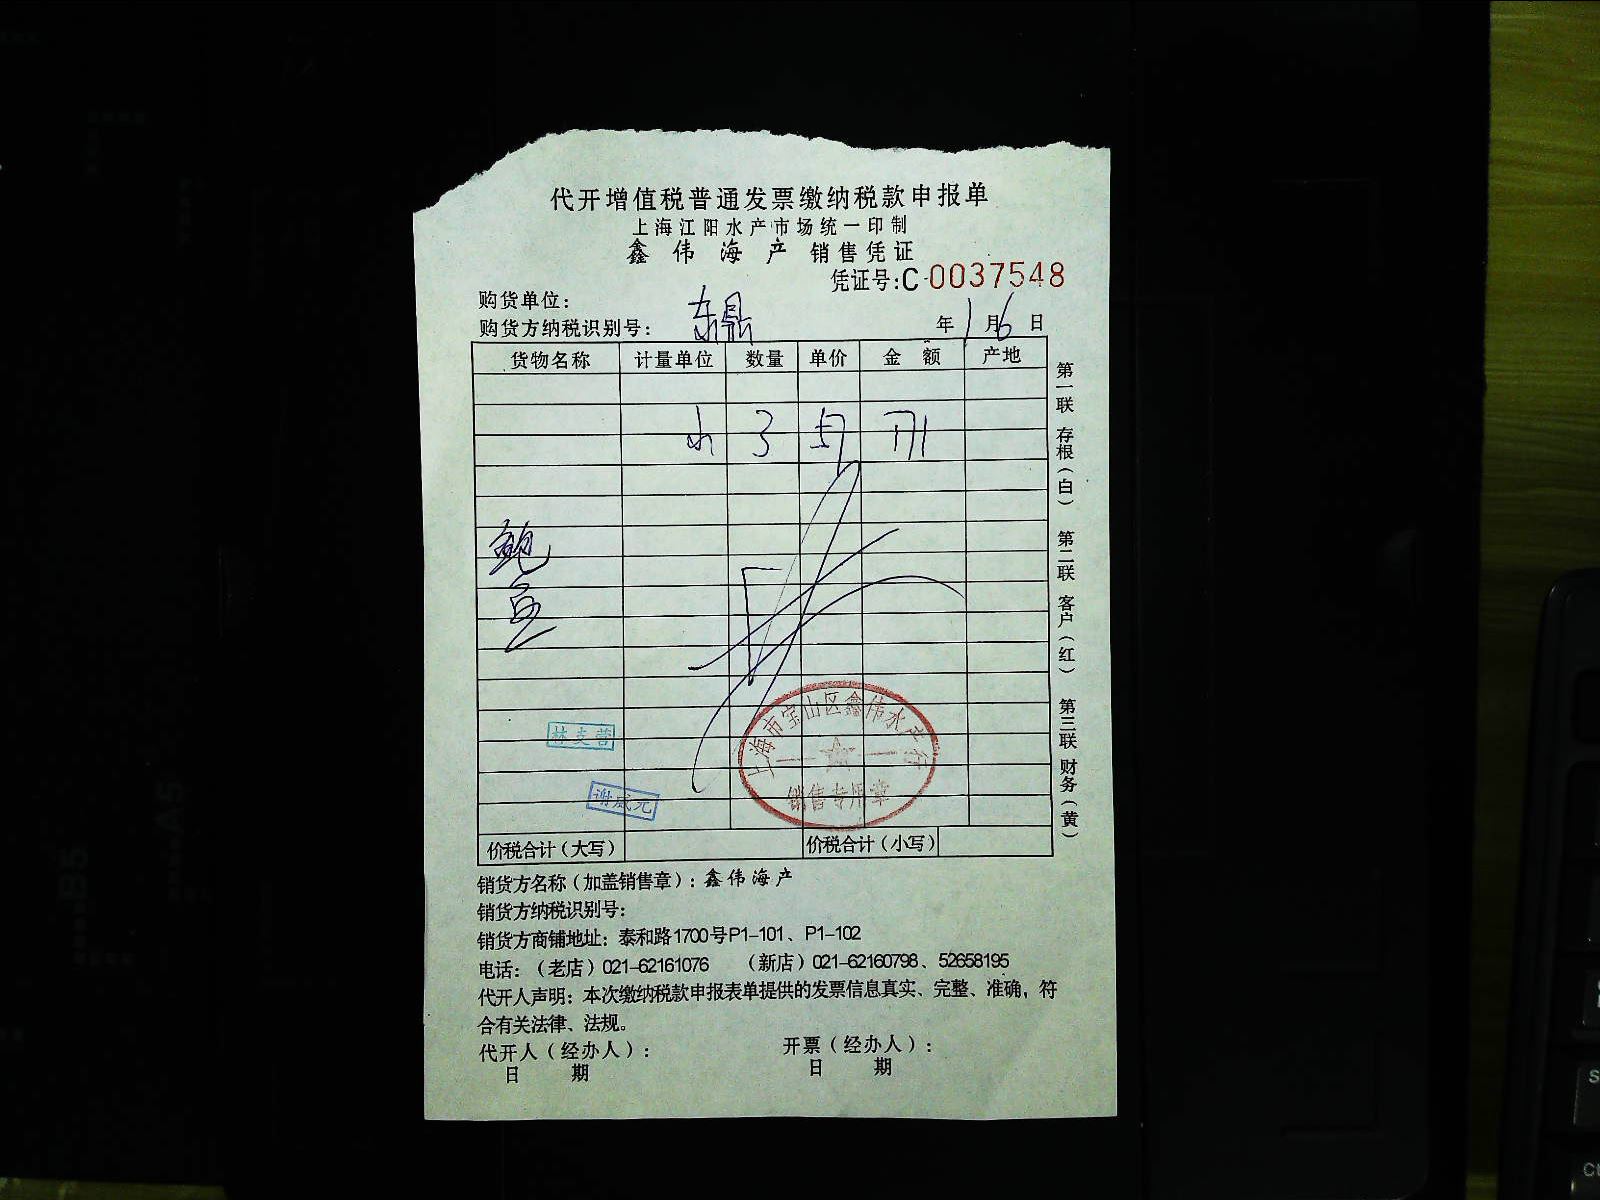 代开增值税普通发票缴纳税款申报单
上海江阳水产市场统一印制
鑫伟海产 销售凭证
凭证号:C 0037548
购货单位:
东鼎
购货方纳税识别号:
年1月6日
货物名称 计量单位 数量 单价 金额 产地
鲍
林支营
谢成元
上海市宝山区鑫伟水产行
销售专用章
价税合计(大写) 价税合计(小写)
第一联 存根(白) 第二联 客户(红) 第三联 财务(黄)
销货方名称(加盖销售章):鑫伟海产
销货方纳税识别号:
销货方商铺地址:泰和路1700号P1-101、P1-102
电话:(老店)021-62161076 (新店)021-62160798、52658195
代开人声明:本次缴纳税款申报表单提供的发票信息真实、完整、准确,符
合有关法律、法规。
代开人(经办人): 开票(经办人):
日期 日期